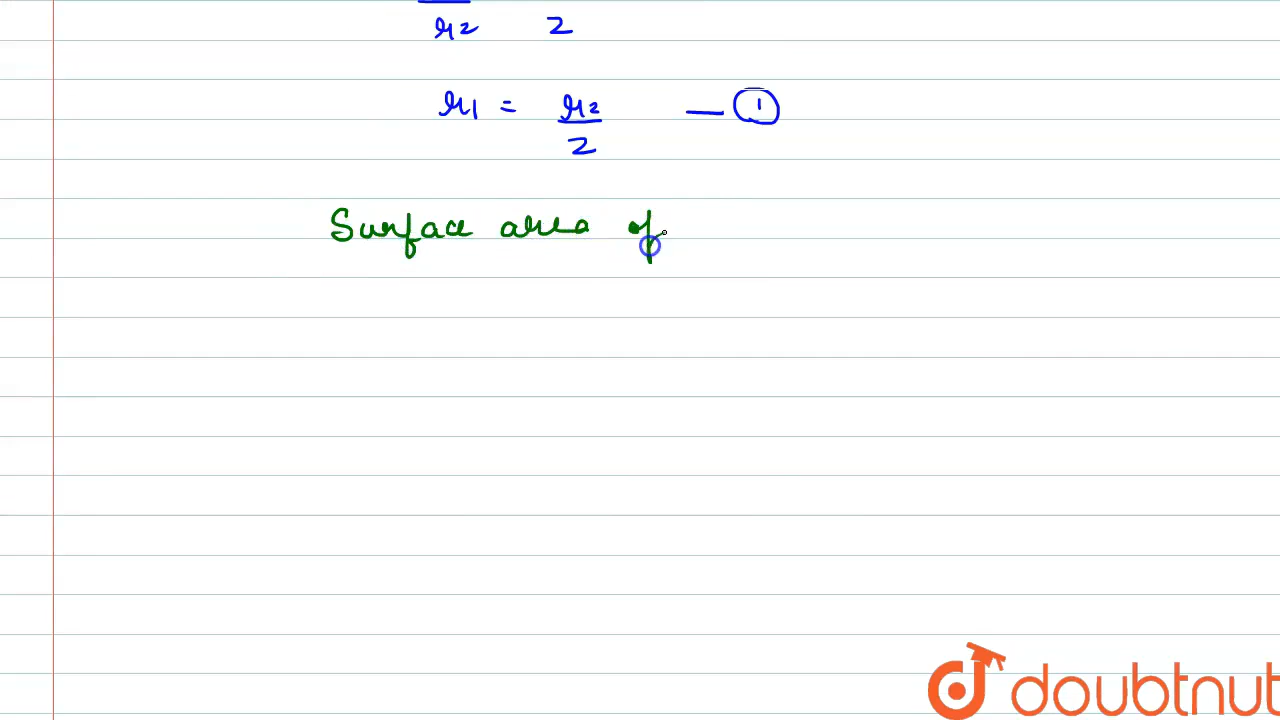 r2 2
r1 = r2/2 — 1
Surface area of
doubtnut